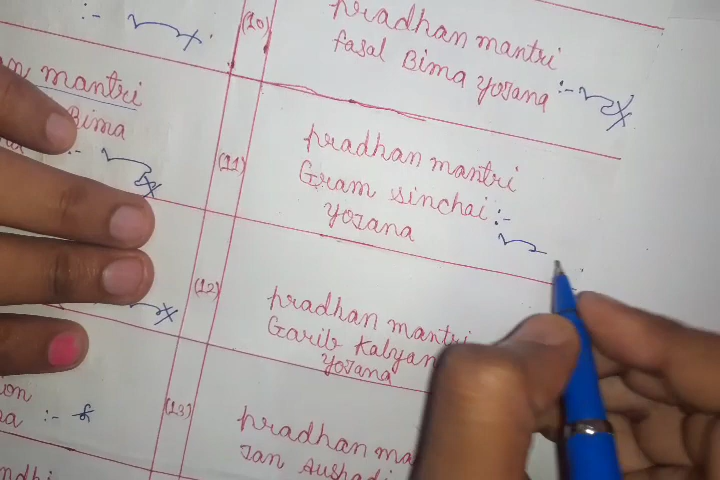 :-
mantri
Bima
:-
:-
(10)
Pradhan mantri
Fasal Bima Yojana :-
(11)
Pradhan mantri
Gram Sinchai :-
Yojana
(12)
Pradhan mantri
Garib Kalyan
Yojana
(13)
Pradhan
Jan